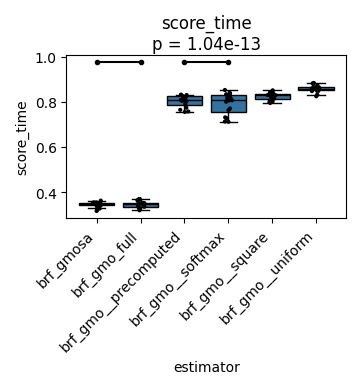 score_time
p = 1.04e-13
score_time
1.0
0.8
0.6
0.4
brf_gmosa
brf_gmo_full
brf_gmo__precomputed
brf_gmo__softmax
brf_gmo__square
brf_gmo__uniform
estimator